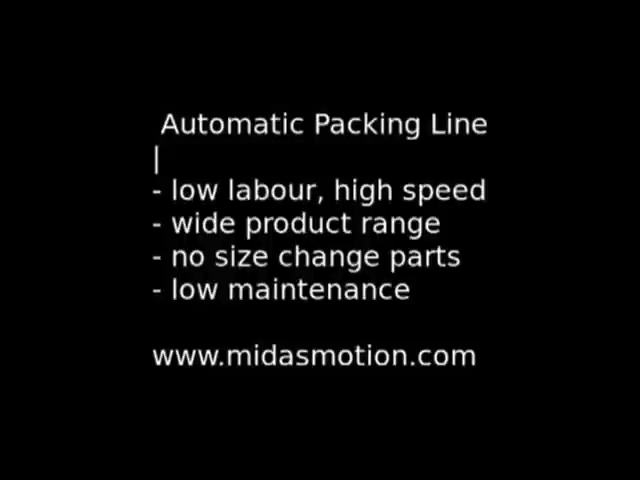 Automatic Packing Line
|
- low labour, high speed
- wide product range
- no size change parts
- low maintenance
www.midasmotion.com